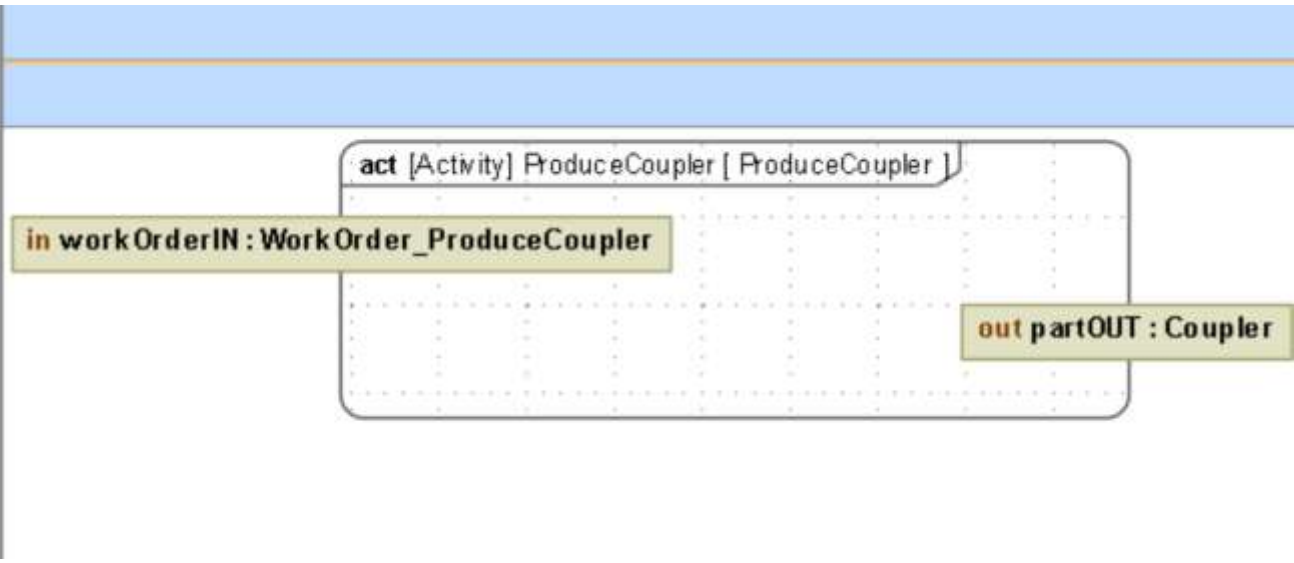 act [Activity] ProduceCoupler [ ProduceCoupler ]
in workOrderIN : WorkOrder_ProduceCoupler
out partOUT : Coupler